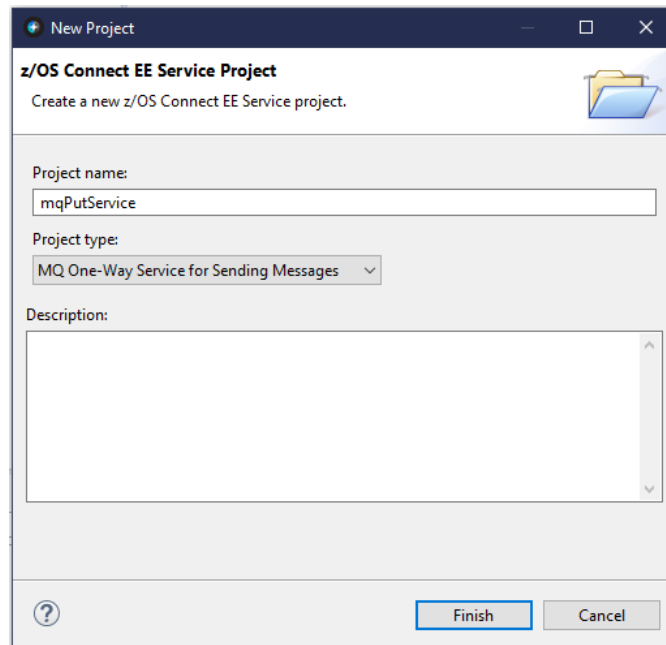 New Project
z/OS Connect EE Service Project
Create a new z/OS Connect EE Service project.
Project name:
mqPutService
Project type:
MQ One-Way Service for Sending Messages
Description:
?
Finish
Cancel